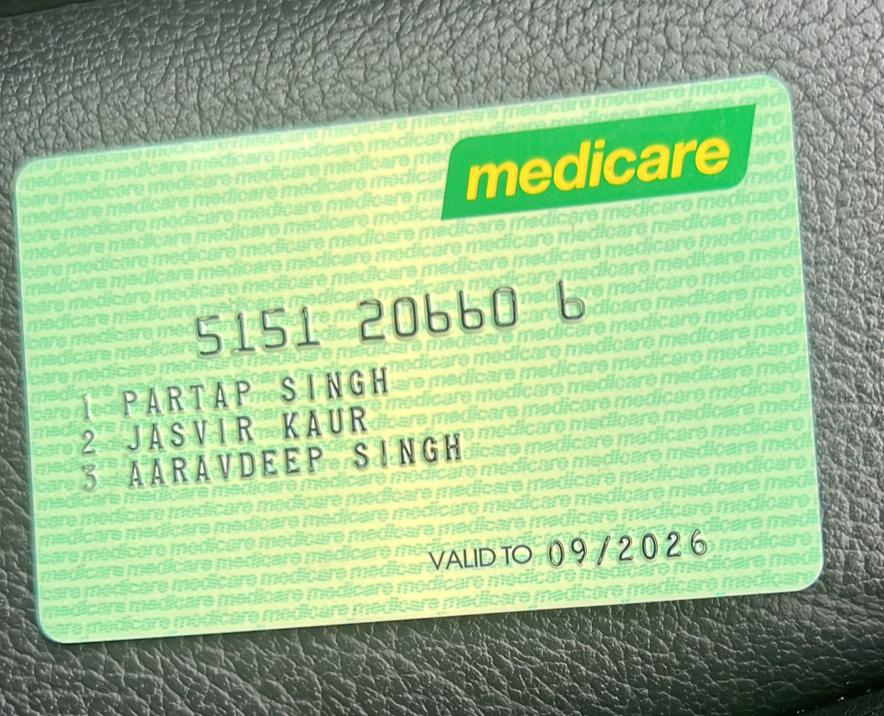 medicare
5151 20660 6
1 PARTAP SINGH
2 JASVIR KAUR
3 AARAVDEEP SINGH
VALID TO 09/2026